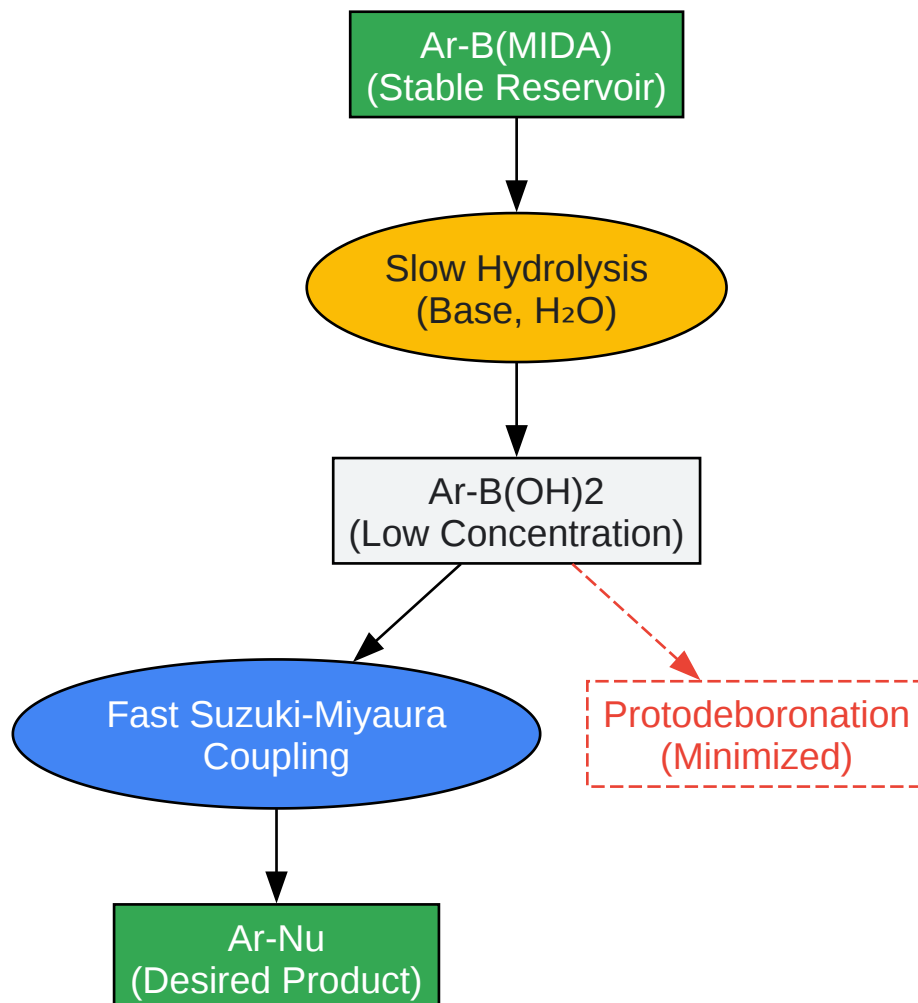 Ar-B(MIDA)
(Stable Reservoir)
Slow Hydrolysis
(Base, H₂O)
Ar-B(OH)2
(Low Concentration)
Fast Suzuki-Miyaura
Coupling
Protodeboronation
(Minimized)
Ar-Nu
(Desired Product)